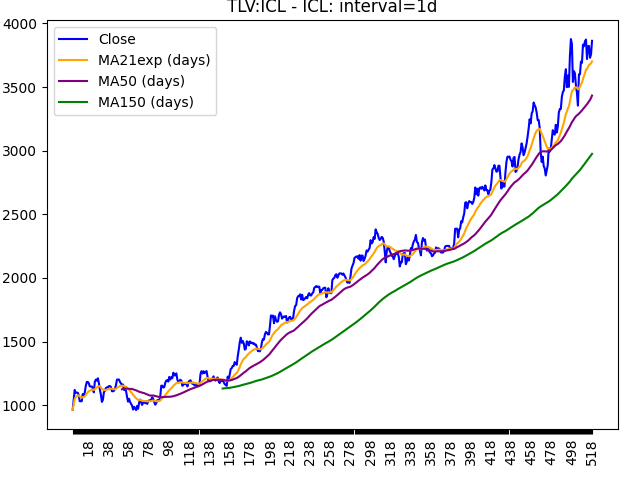 TLV:ICL - ICL: interval=1d
Close
MA21exp (days)
MA50 (days)
MA150 (days)
4000
3500
3000
2500
2000
1500
1000
18 38 58 78 98 118 138 158 178 198 218 238 258 278 298 318 338 358 378 398 418 438 458 478 498 518